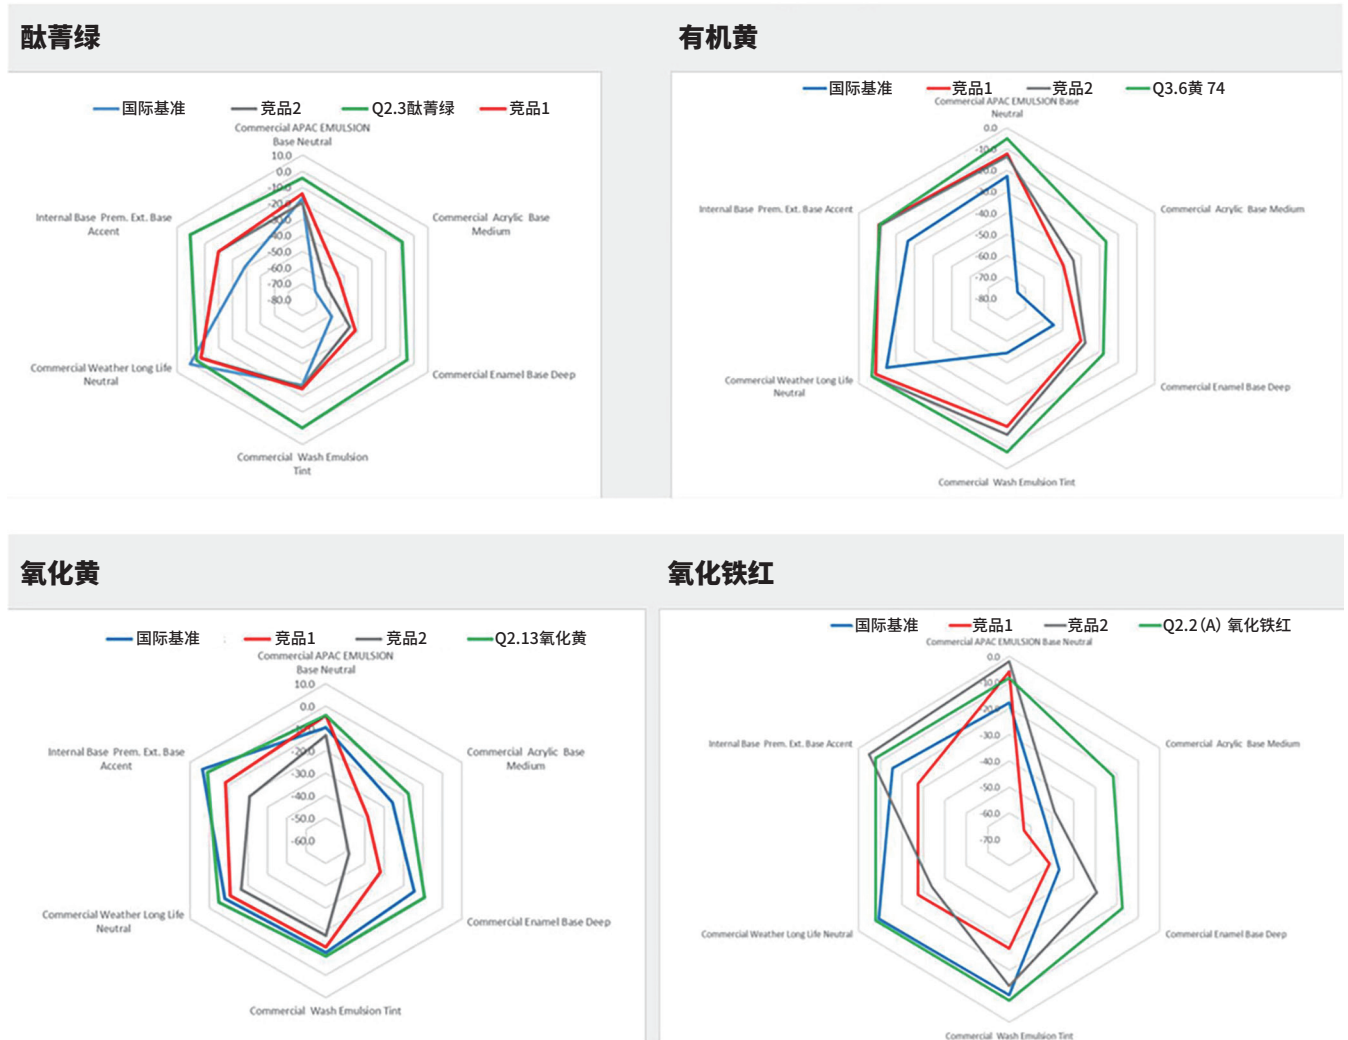 酞菁绿
有机黄
国际基准 竞品2 Q2.3酞菁绿 竞品1
Commercial APAC EMULSION
Base Neutral
10.0
0.0
-10.0
-20.0
-30.0
-40.0
-50.0
-60.0
-70.0
-80.0
Internal Base Prem. Ext. Base
Accent
Commercial Acrylic Base
Medium
Commercial Weather Long Life
Neutral
Commercial Enamel Base Deep
Commercial Wash Emulsion
Tint
国际基准 竞品1 竞品2 Q3.6黄 74
Commercial APAC EMULSION Base
Neutral
0.0
-10.0
-20.0
-30.0
-40.0
-50.0
-60.0
-70.0
-80.0
Internal Base Prem. Ext. Base Accent
Commercial Acrylic Base Medium
Commercial Weather Long Life
Neutral
Commercial Enamel Base Deep
Commercial Wash Emulsion Tint
氧化黄
氧化铁红
国际基准 竞品1 竞品2 Q2.13氧化黄
Commercial APAC EMULSION
Base Neutral
10.0
0.0
-20.0
-30.0
-40.0
-50.0
-60.0
Internal Base Prem. Ext. Base
Accent
Commercial Acrylic Base
Medium
Commercial Weather Long Life
Neutral
Commercial Enamel Base Deep
Commercial Wash Emulsion Tint
国际基准 竞品1 竞品2 Q2.2(A) 氧化铁红
Commercial APAC EMULSION Base Neutral
0.0
-10.0
-20.0
-30.0
-40.0
-50.0
-60.0
-70.0
Internal Base Prem. Ext. Base Accent
Commercial Acrylic Base Medium
Commercial Weather Long Life Neutral
Commercial Enamel Base Deep
Commercial Wash Emulsion Tint